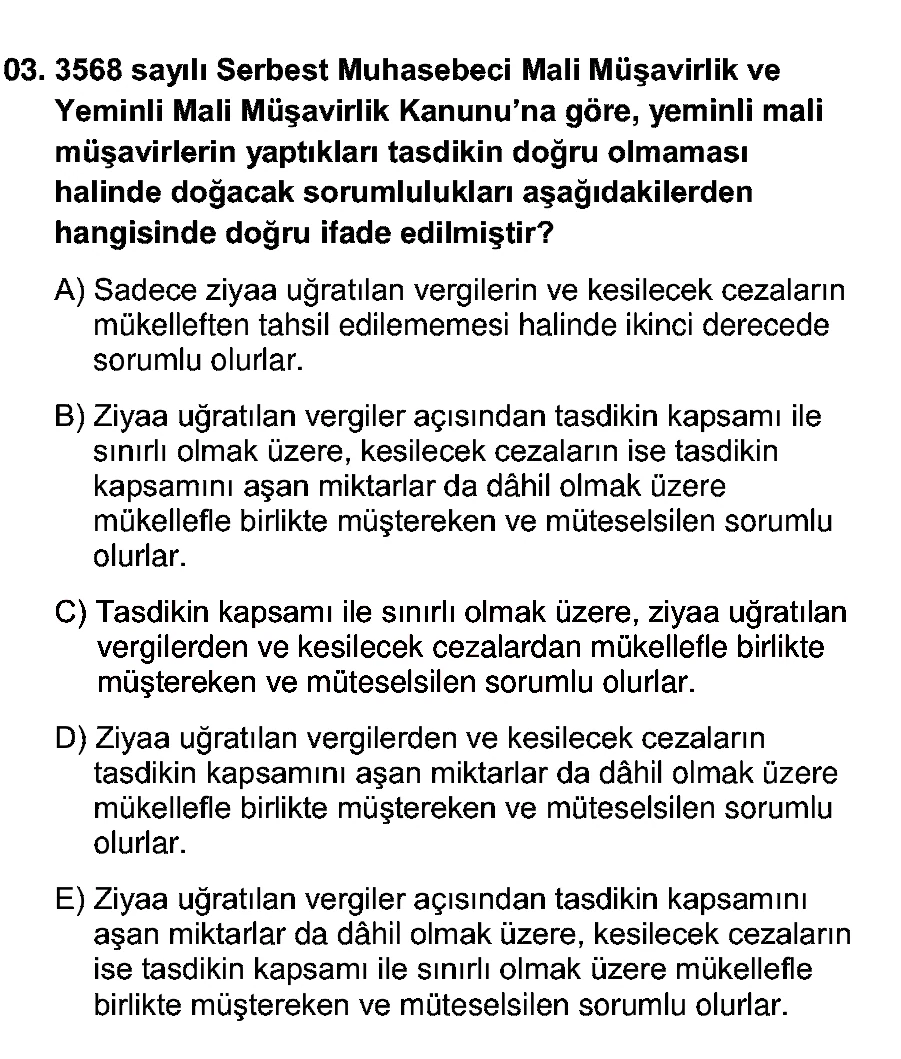 03. 3568 sayılı Serbest Muhasebeci Mali Müşavirlik ve
Yeminli Mali Müşavirlik Kanunu’na göre, yeminli mali
müşavirlerin yaptıkları tasdikin doğru olmaması
halinde doğacak sorumlulukları aşağıdakilerden
hangisinde doğru ifade edilmiştir?
A) Sadece ziyaa uğratılan vergilerin ve kesilecek cezaların
mükelleften tahsil edilememesi halinde ikinci derecede
sorumlu olurlar.
B) Ziyaa uğratılan vergiler açısından tasdikin kapsamı ile
sınırlı olmak üzere, kesilecek cezaların ise tasdikin
kapsamını aşan miktarlar da dâhil olmak üzere
mükellefle birlikte müştereken ve müteselsilen sorumlu
olurlar.
C) Tasdikin kapsamı ile sınırlı olmak üzere, ziyaa uğratılan
vergilerden ve kesilecek cezalardan mükellefle birlikte
müştereken ve müteselsilen sorumlu olurlar.
D) Ziyaa uğratılan vergilerden ve kesilecek cezaların
tasdikin kapsamını aşan miktarlar da dâhil olmak üzere
mükellefle birlikte müştereken ve müteselsilen sorumlu
olurlar.
E) Ziyaa uğratılan vergiler açısından tasdikin kapsamını
aşan miktarlar da dâhil olmak üzere, kesilecek cezaların
ise tasdikin kapsamı ile sınırlı olmak üzere mükellefle
birlikte müştereken ve müteselsilen sorumlu olurlar.